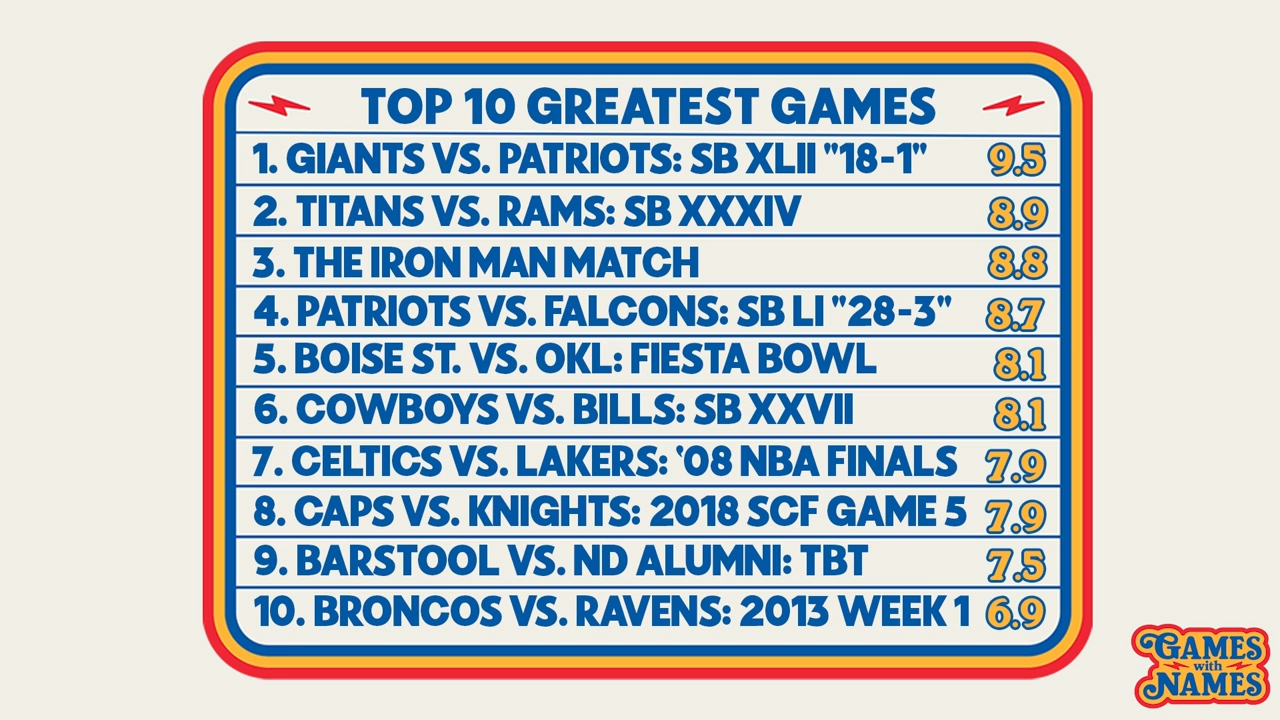 TOP 10 GREATEST GAMES
1. GIANTS VS. PATRIOTS: SB XLII "18-1" 9.5
2. TITANS VS. RAMS: SB XXXIV 8.9
3. THE IRON MAN MATCH 8.8
4. PATRIOTS VS. FALCONS: SB LI "28-3" 8.7
5. BOISE ST. VS. OKL: FIESTA BOWL 8.1
6. COWBOYS VS. BILLS: SB XXVII 8.1
7. CELTICS VS. LAKERS: '08 NBA FINALS 7.9
8. CAPS VS. KNIGHTS: 2018 SCF GAME 5 7.9
9. BARSTOOL VS. ND ALUMNI: TBT 7.5
10. BRONCOS VS. RAVENS: 2013 WEEK 1 6.9
GAMES
with
NAMES